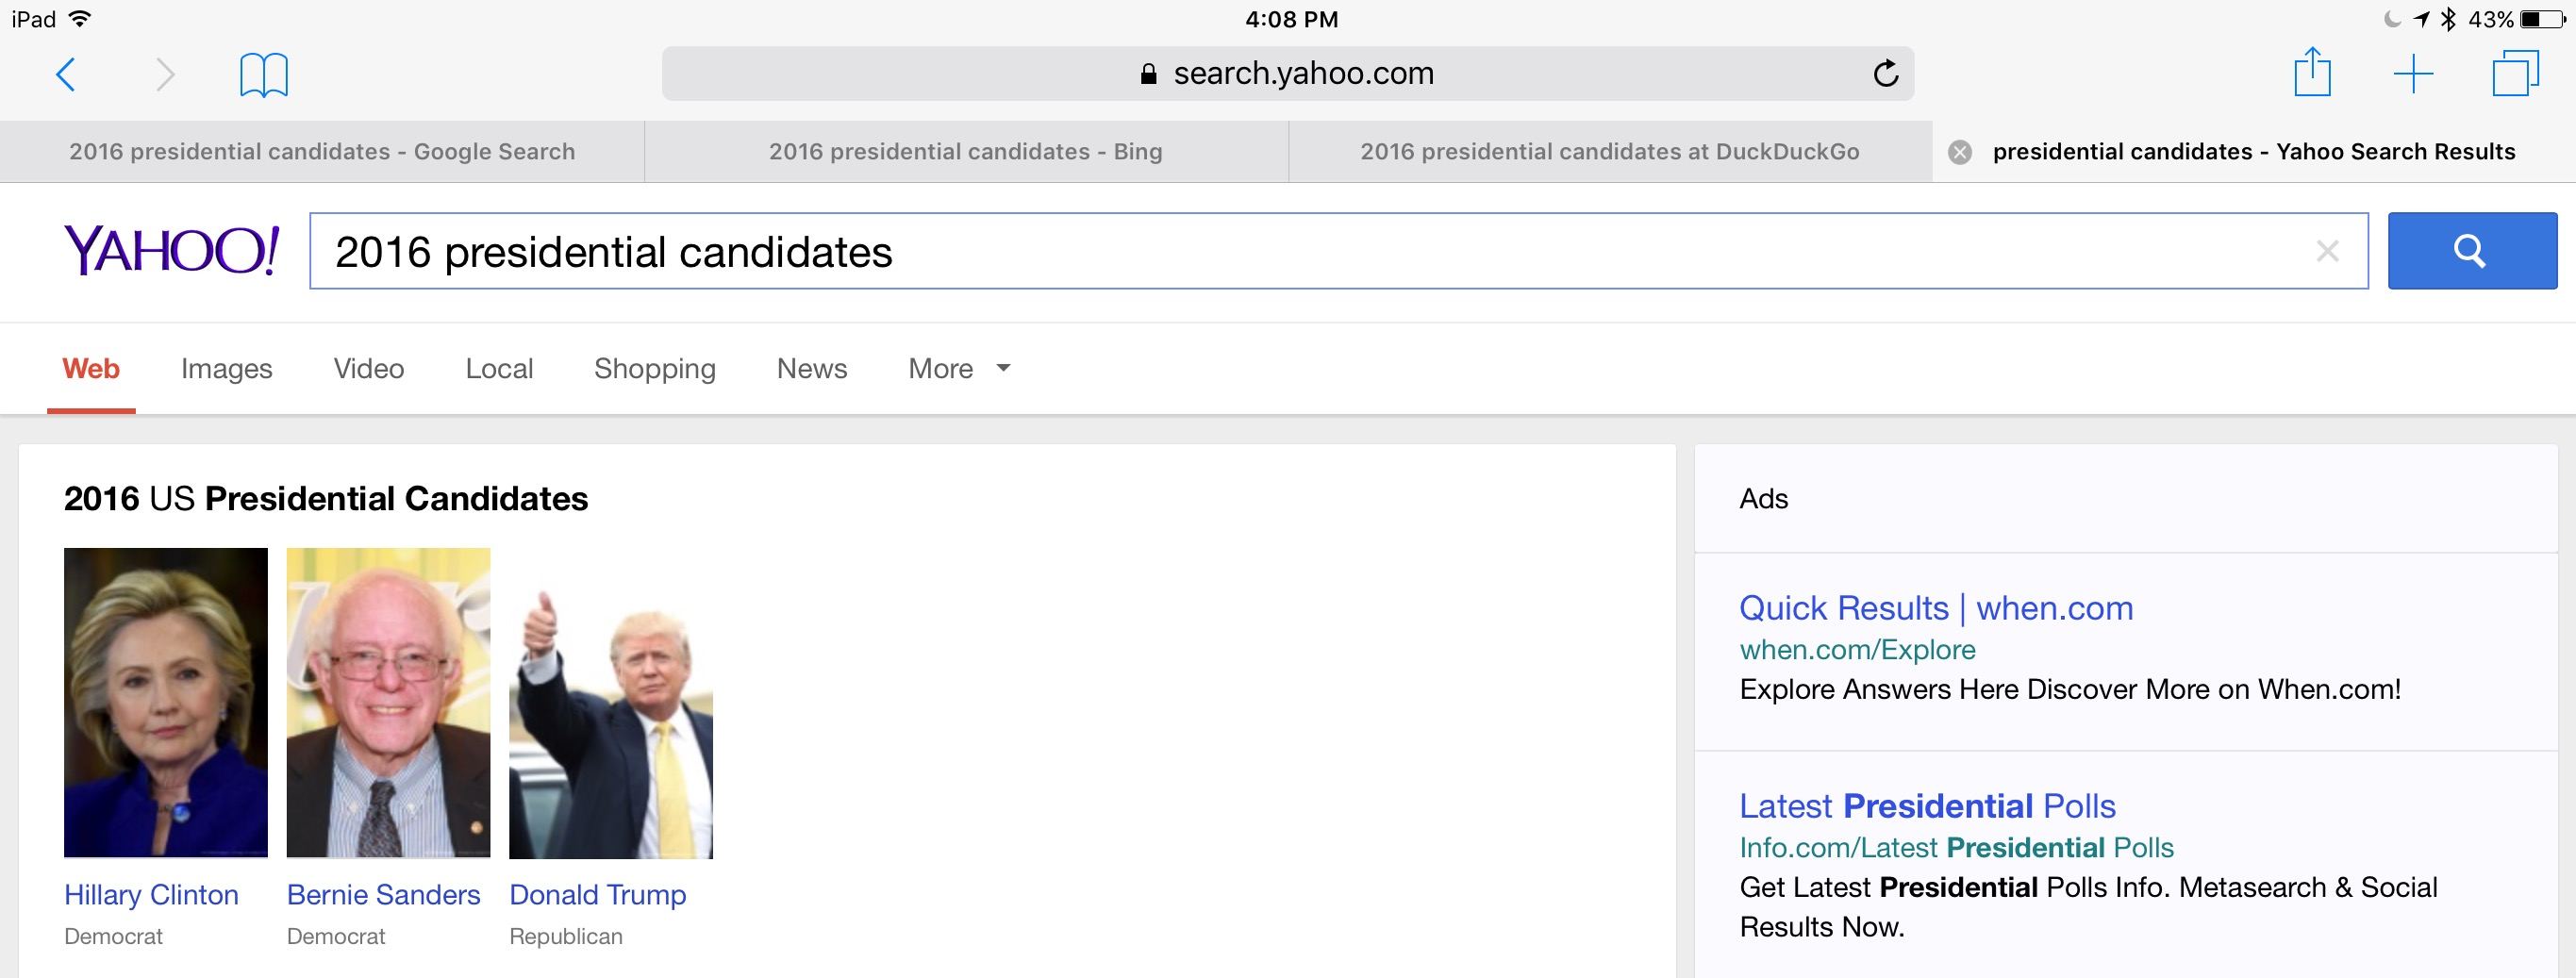 iPad
4:08 PM
43%
search.yahoo.com
2016 presidential candidates - Google Search
2016 presidential candidates - Bing
2016 presidential candidates at DuckDuckGo
presidential candidates - Yahoo Search Results
YAHOO!
2016 presidential candidates
Web Images Video Local Shopping News More
2016 US Presidential Candidates
Hillary Clinton
Democrat
Bernie Sanders
Democrat
Donald Trump
Republican
Ads
Quick Results | when.com
when.com/Explore
Explore Answers Here Discover More on When.com!
Latest Presidential Polls
Info.com/Latest Presidential Polls
Get Latest Presidential Polls Info. Metasearch & Social
Results Now.